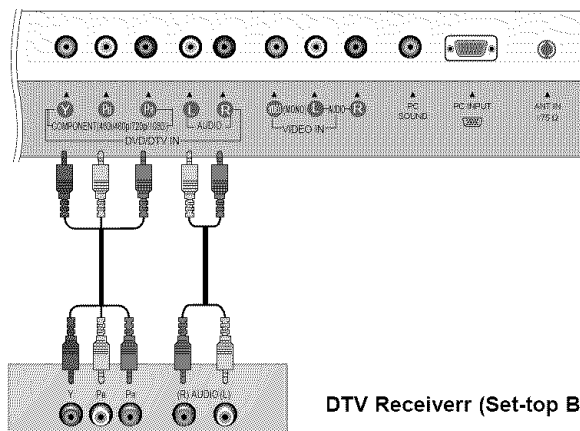 Y PB PR L R (MONO) L AUDIO R PC SOUND PC INPUT ANT IN
COMPONENT(480i/480p/720p/1080i) AUDIO VIDEO IN 75 Ω
DVD/DTV IN
Y PB PR (R) AUDIO (L)
DTV Receiverr (Set-top B